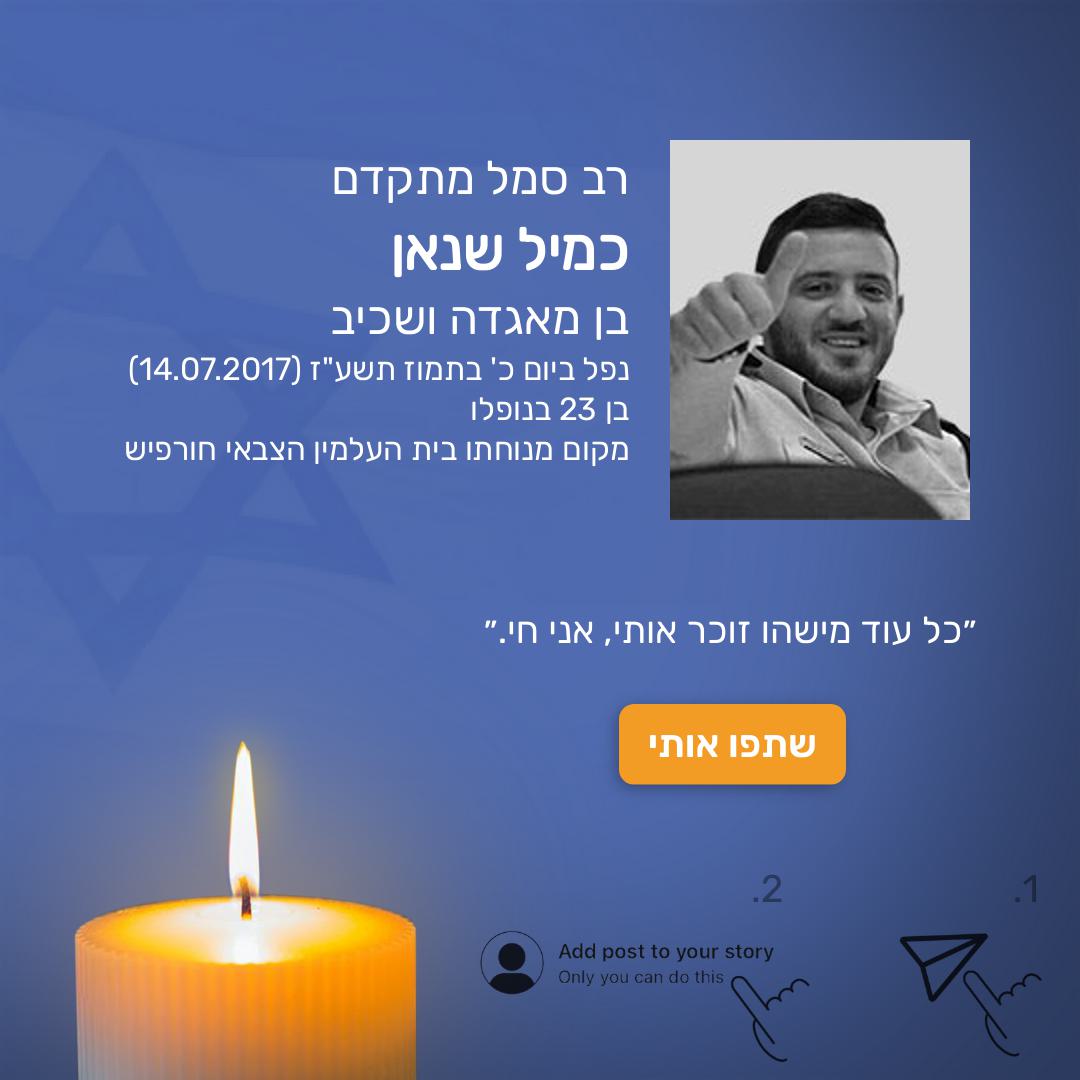 רב סמל מתקדם
כמיל שנאן
בן מאגדה ושכיב
נפל ביום כ' בתמוז תשע"ז (14.07.2017)
בן 23 בנופלו
מקום מנוחתו בית העלמין הצבאי חורפיש
״כל עוד מישהו זוכר אותי, אני חי.״
שתפו אותי
.1
.2
Add post to your story
Only you can do this